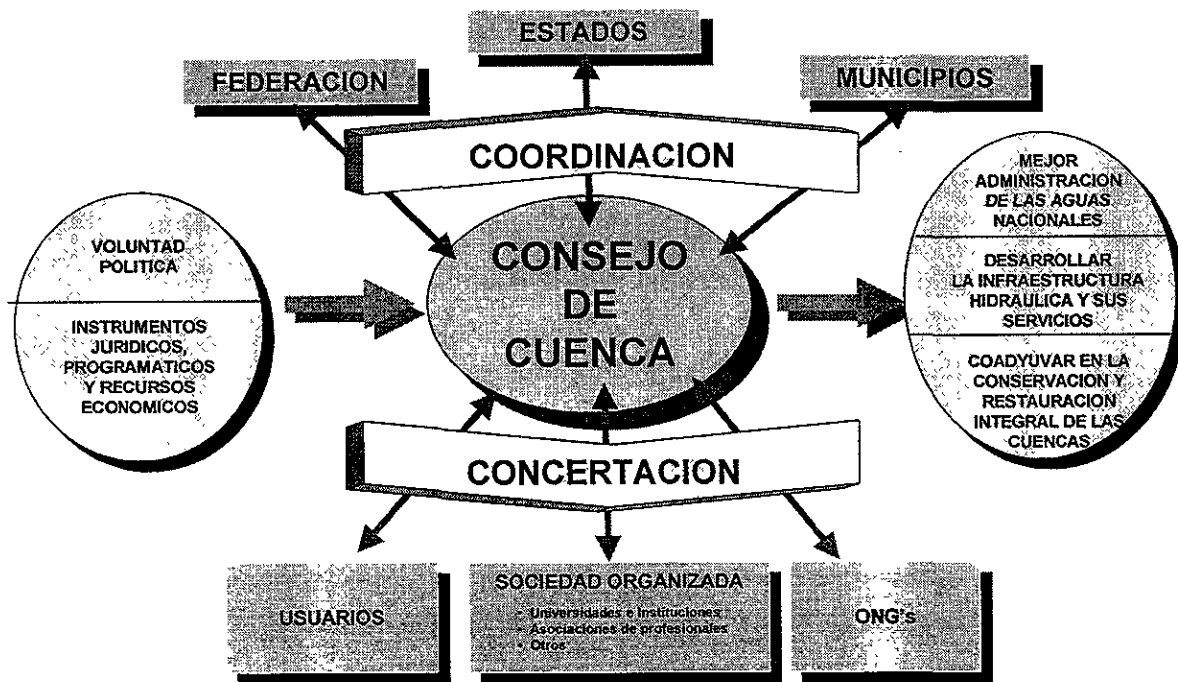 ESTADOS
FEDERACION
MUNICIPIOS
COORDINACION
VOLUNTAD
POLITICA
INSTRUMENTOS
JURIDICOS,
PROGRAMATICOS
Y RECURSOS
ECONOMICOS
CONSEJO
DE
CUENCA
MEJOR
ADMINISTRACION
DE LAS AGUAS
NACIONALES
DESARROLLAR
LA INFRAESTRUCTURA
HIDRAULICA Y SUS
SERVICIOS
COADYUVAR EN LA
CONSERVACION Y
RESTAURACION
INTEGRAL DE LAS
CUENCAS
CONCERTACION
USUARIOS
SOCIEDAD ORGANIZADA
• Universidades e Instituciones
• Asociaciones de profesionales
• Otros
ONG's